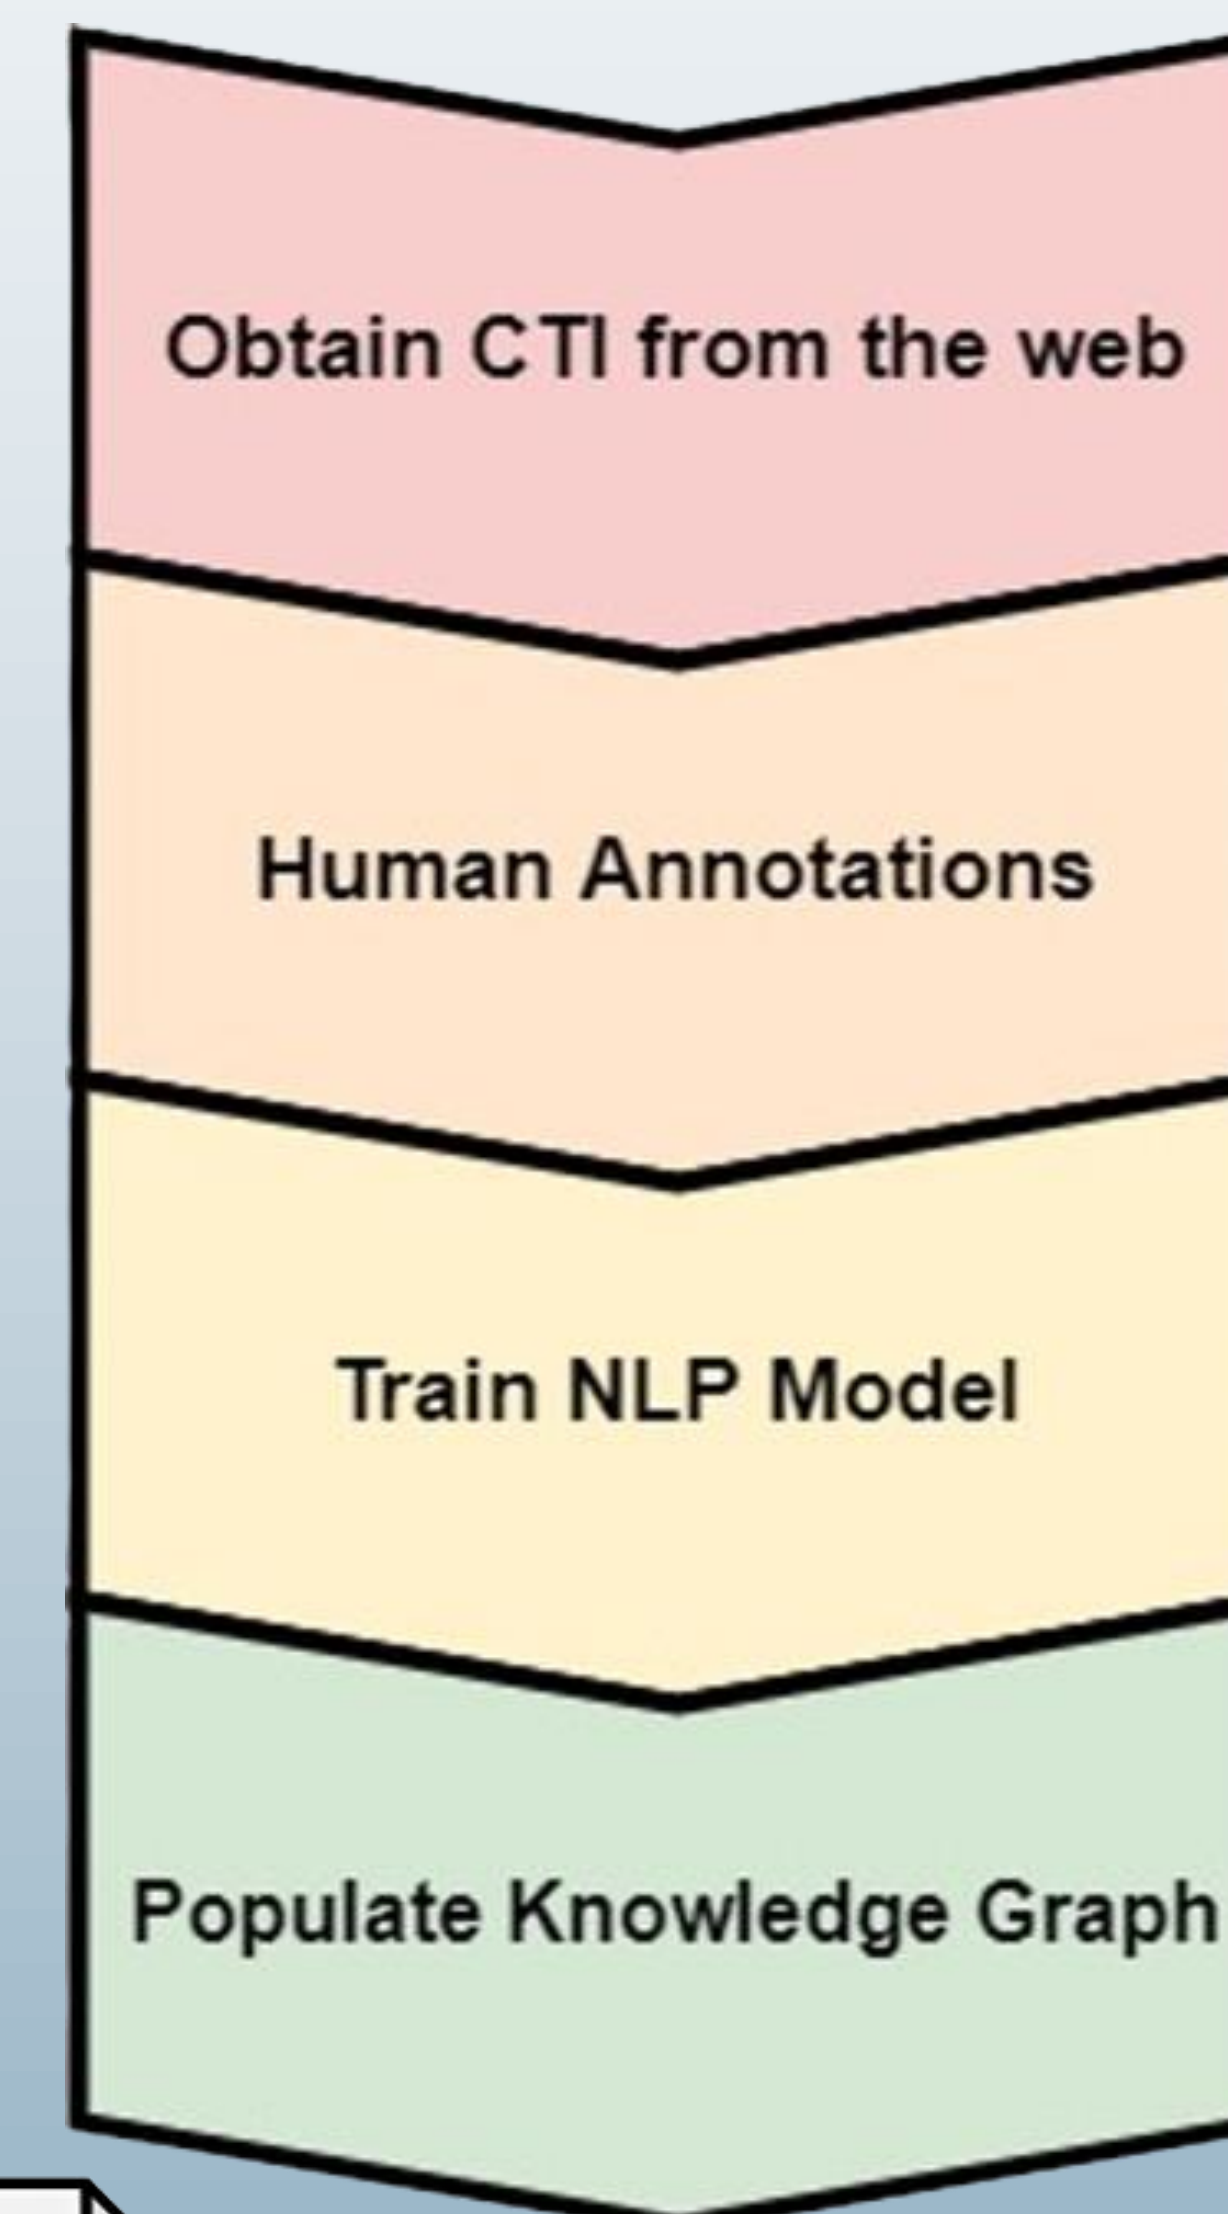 Obtain CTI from the web
Human Annotations
Train NLP Model
Populate Knowledge Graph